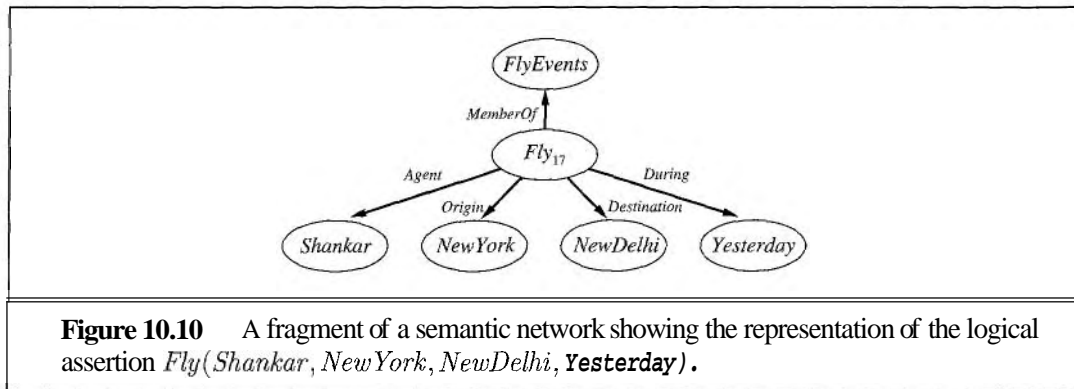 FlyEvents
MemberOf
Fly17
Agent
During
Origin
Destination
Shankar
NewYork
NewDelhi
Yesterday
Figure 10.10 A fragment of a semantic network showing the representation of the logical
assertion Fly(Shankar, NewYork, NewDelhi, Yesterday).